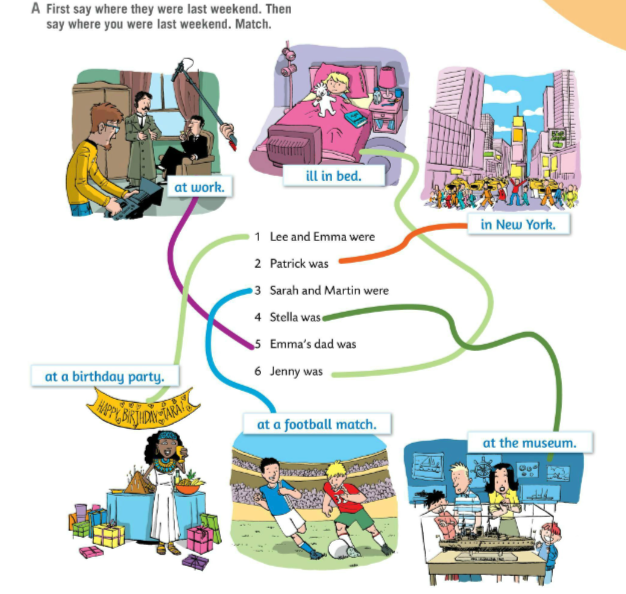 A First say where they were last weekend. Then
say where you were last weekend. Match.
at work.
ill in bed.
in New York.
1 Lee and Emma were
2 Patrick was
3 Sarah and Martin were
4 Stella was
5 Emma's dad was
6 Jenny was
at a birthday party.
HAPPY BIRTHDAY TARA!
at a football match.
at the museum.